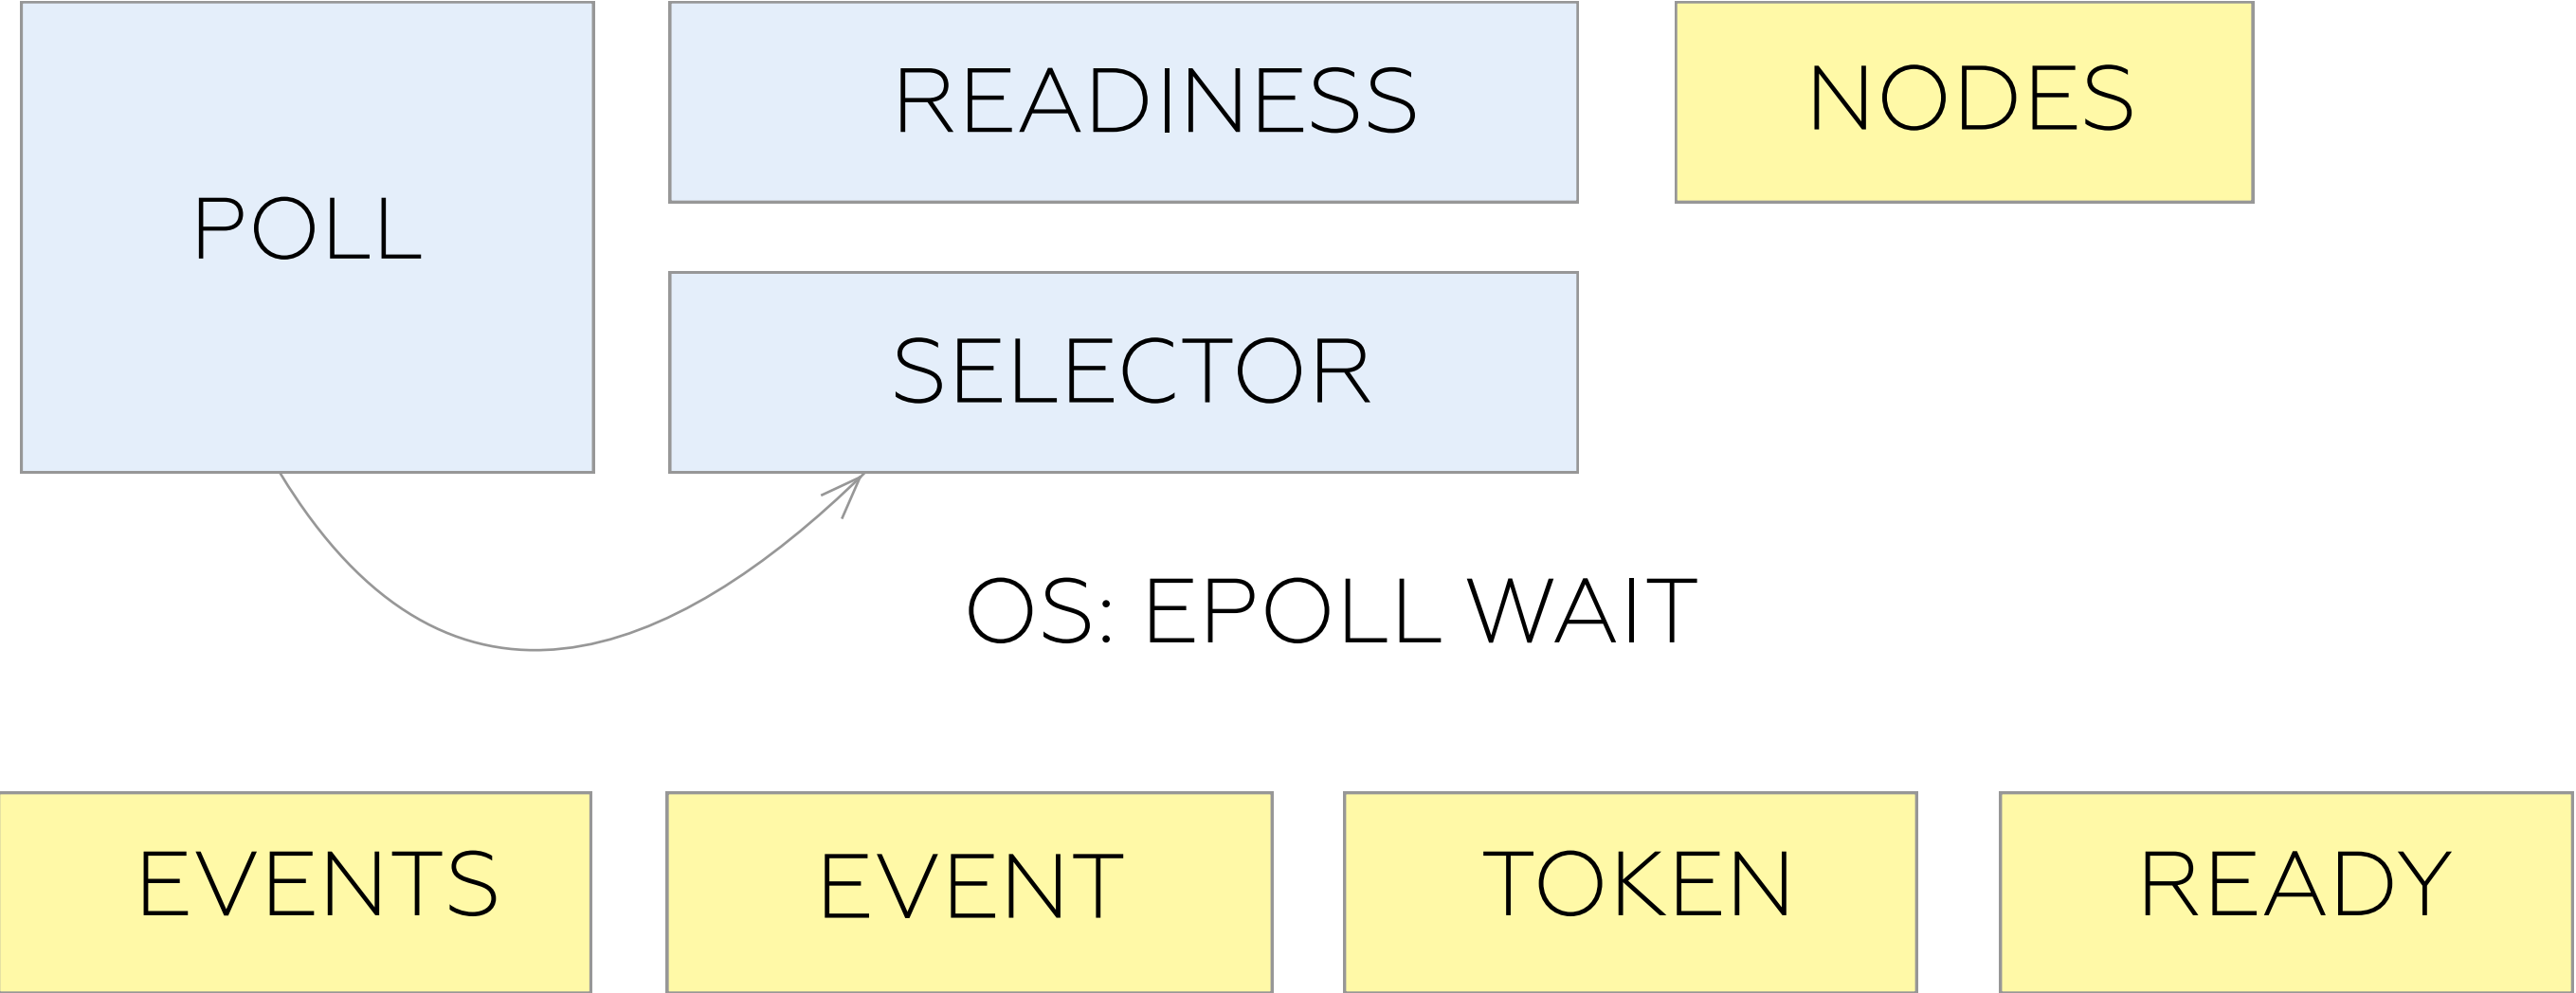 POLL
READINESS
NODES
SELECTOR
OS: EPOLL WAIT
EVENTS
EVENT
TOKEN
READY